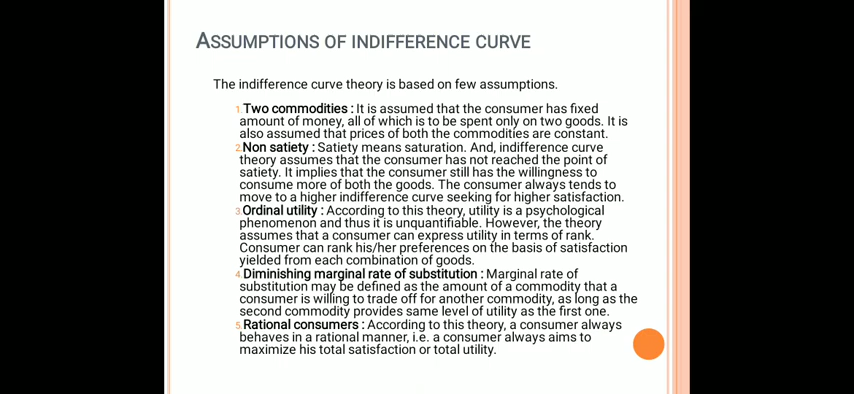 ASSUMPTIONS OF INDIFFERENCE CURVE
The indifference curve theory is based on few assumptions.
1. Two commodities : It is assumed that the consumer has fixed
amount of money, all of which is to be spent only on two goods. It is
also assumed that prices of both the commodities are constant.
2. Non satiety : Satiety means saturation. And, indifference curve
theory assumes that the consumer has not reached the point of
satiety. It implies that the consumer still has the willingness to
consume more of both the goods. The consumer always tends to
move to a higher indifference curve seeking for higher satisfaction.
3. Ordinal utility : According to this theory, utility is a psychological
phenomenon and thus it is unquantifiable. However, the theory
assumes that a consumer can express utility in terms of rank.
Consumer can rank his/her preferences on the basis of satisfaction
yielded from each combination of goods.
4. Diminishing marginal rate of substitution : Marginal rate of
substitution may be defined as the amount of a commodity that a
consumer is willing to trade off for another commodity, as long as the
second commodity provides same level of utility as the first one.
5. Rational consumers : According to this theory, a consumer always
behaves in a rational manner, i.e. a consumer always aims to
maximize his total satisfaction or total utility.